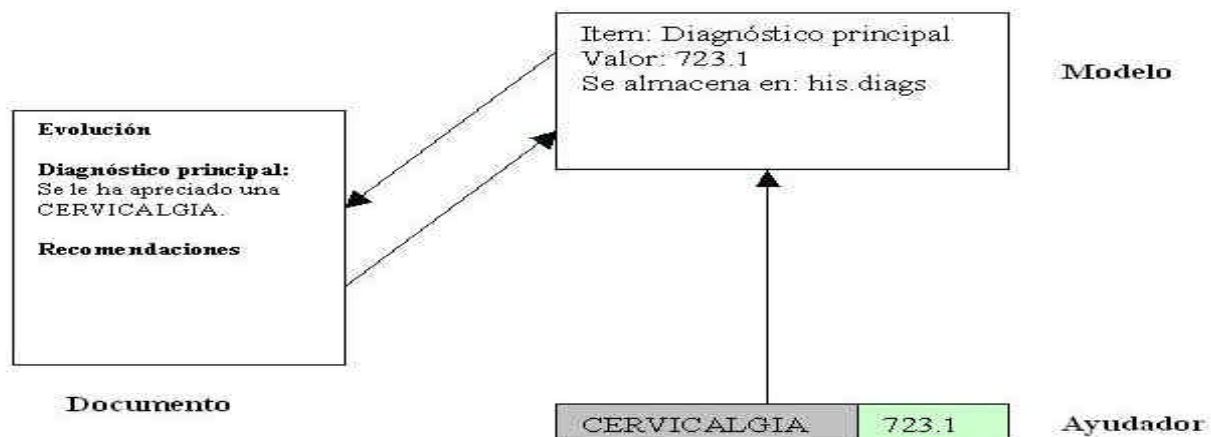 Item: Diagnóstico principal
Valor: 723.1
Se almacena en: his.diags
Modelo
Evolución
Diagnóstico principal:
Se le ha apreciado una
CERVICALGIA.
Recomendaciones
Documento
CERVICALGIA 723.1
Ayudador